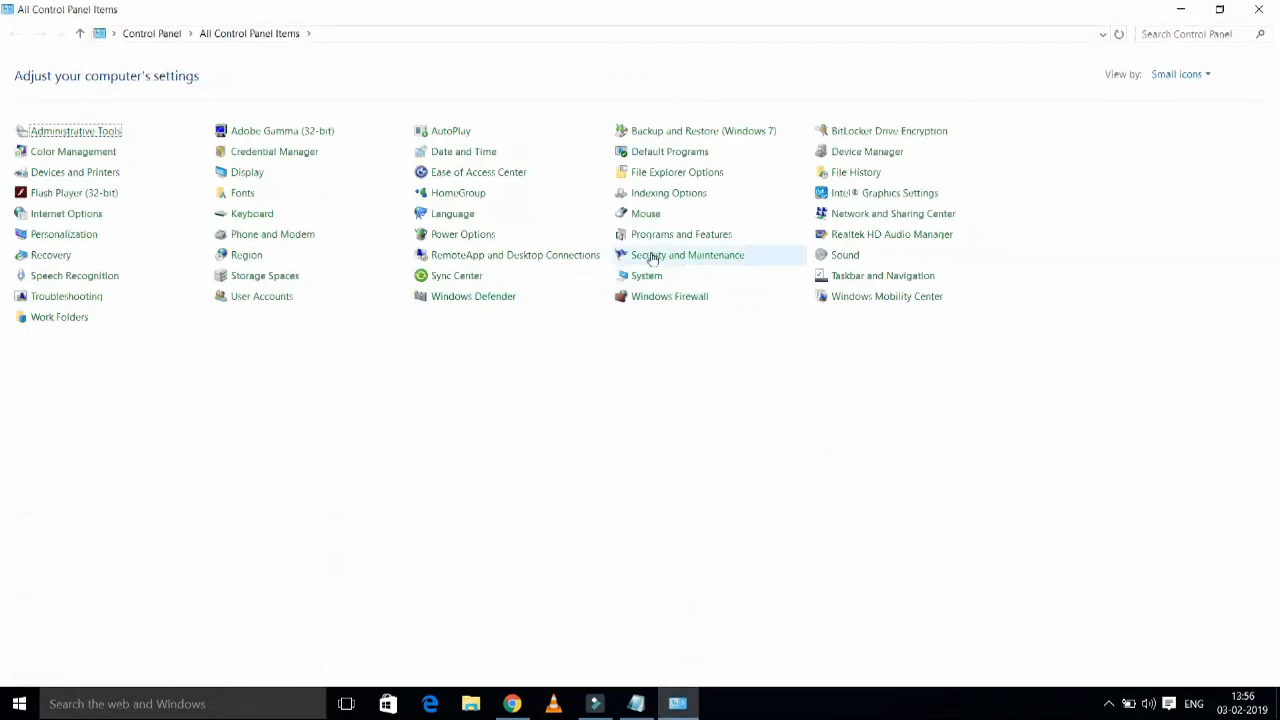 All Control Panel Items
Control Panel > All Control Panel Items >
Search Control Panel
Adjust your computer's settings
View by: Small icons
Administrative Tools
Adobe Gamma (32-bit)
AutoPlay
Backup and Restore (Windows 7)
BitLocker Drive Encryption
Color Management
Credential Manager
Date and Time
Default Programs
Device Manager
Devices and Printers
Display
Ease of Access Center
File Explorer Options
File History
Flash Player (32-bit)
Fonts
HomeGroup
Indexing Options
Intel® Graphics Settings
Internet Options
Keyboard
Language
Mouse
Network and Sharing Center
Personalization
Phone and Modem
Power Options
Programs and Features
Realtek HD Audio Manager
Recovery
Region
RemoteApp and Desktop Connections
Security and Maintenance
Sound
Speech Recognition
Storage Spaces
Sync Center
System
Taskbar and Navigation
Troubleshooting
User Accounts
Windows Defender
Windows Firewall
Windows Mobility Center
Work Folders
Search the web and Windows
ENG
13:56
03-02-2019